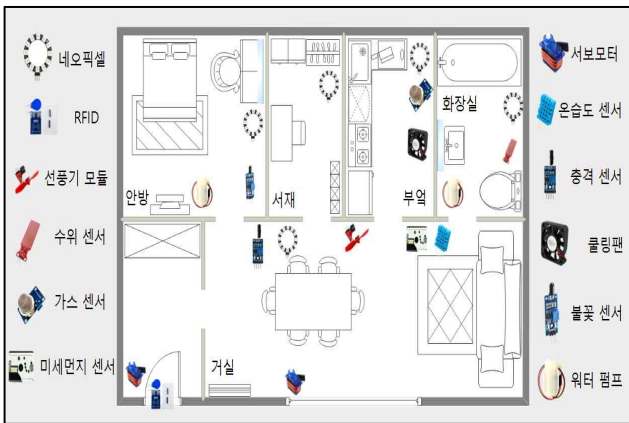 네오픽셀
RFID
선풍기 모듈
수위 센서
가스 센서
미세먼지 센서
안방
서재
부엌
화장실
거실
서보모터
온습도 센서
충격 센서
쿨링팬
불꽃 센서
워터 펌프